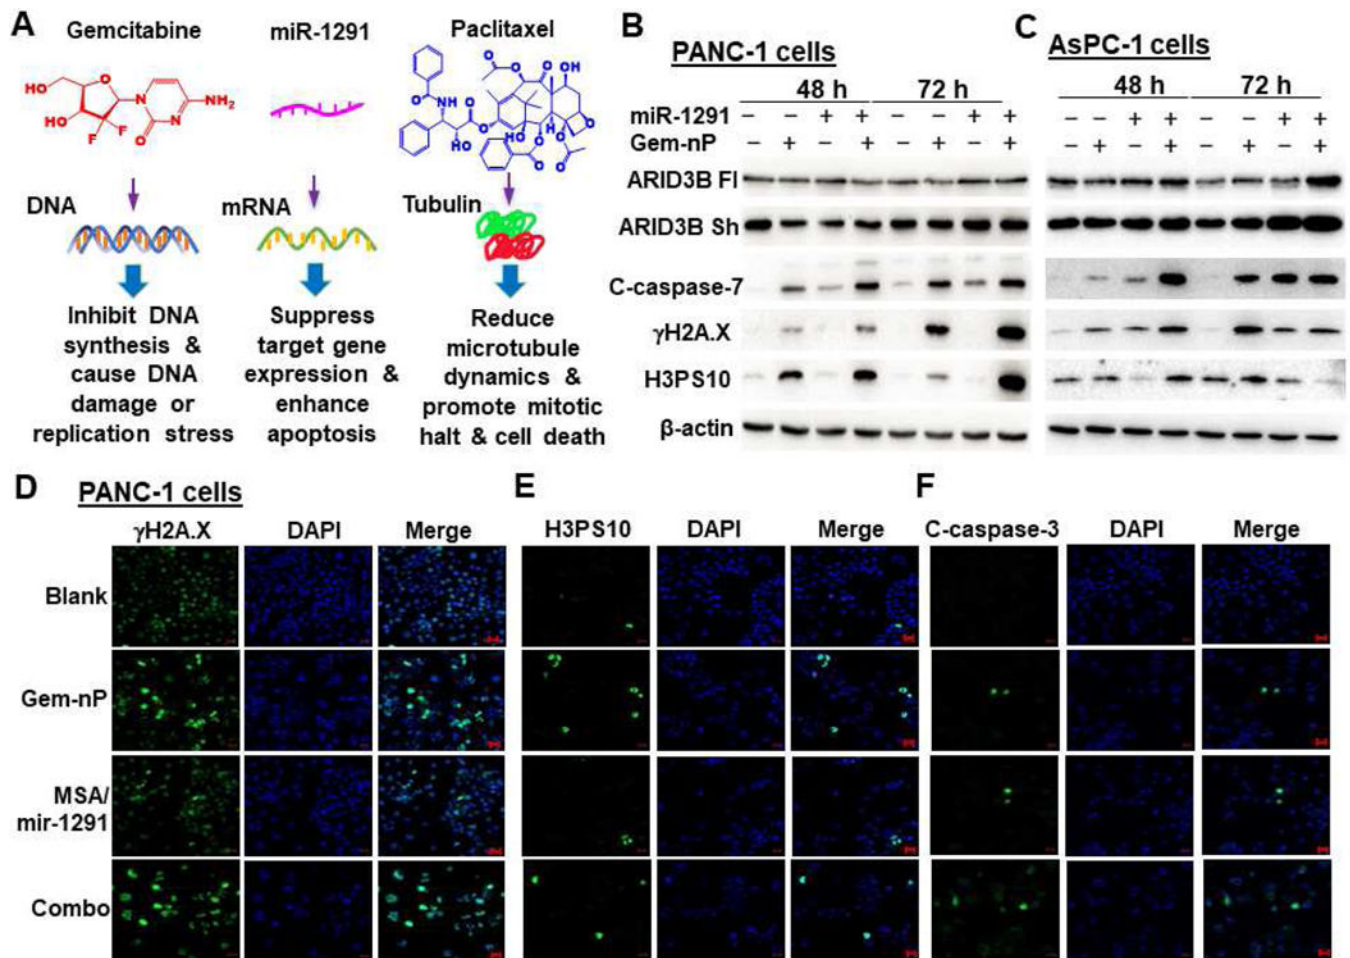 A
Gemcitabine
miR-1291
Paclitaxel
HO
O
N
NH2
HO
F
F
N
O
O
NH
O
O
HO
O
O
O
OH
HO
O
H
O
O
O
O
O
DNA
mRNA
Tubulin
Inhibit DNA
synthesis &
cause DNA
damage or
replication stress
Suppress
target gene
expression &
enhance
apoptosis
Reduce
microtubule
dynamics &
promote mitotic
halt & cell death
B
PANC-1 cells
48 h 72 h
miR-1291 − − + + − − + +
Gem-nP − + − + − + − +
ARID3B Fl
ARID3B Sh
C-caspase-7
γH2A.X
H3PS10
β-actin
C
AsPC-1 cells
48 h 72 h
− − + + − − + +
− + − + − + − +
D
PANC-1 cells
γH2A.X DAPI Merge
E
H3PS10 DAPI Merge
F
C-caspase-3 DAPI Merge
Blank
Gem-nP
MSA/
mir-1291
Combo